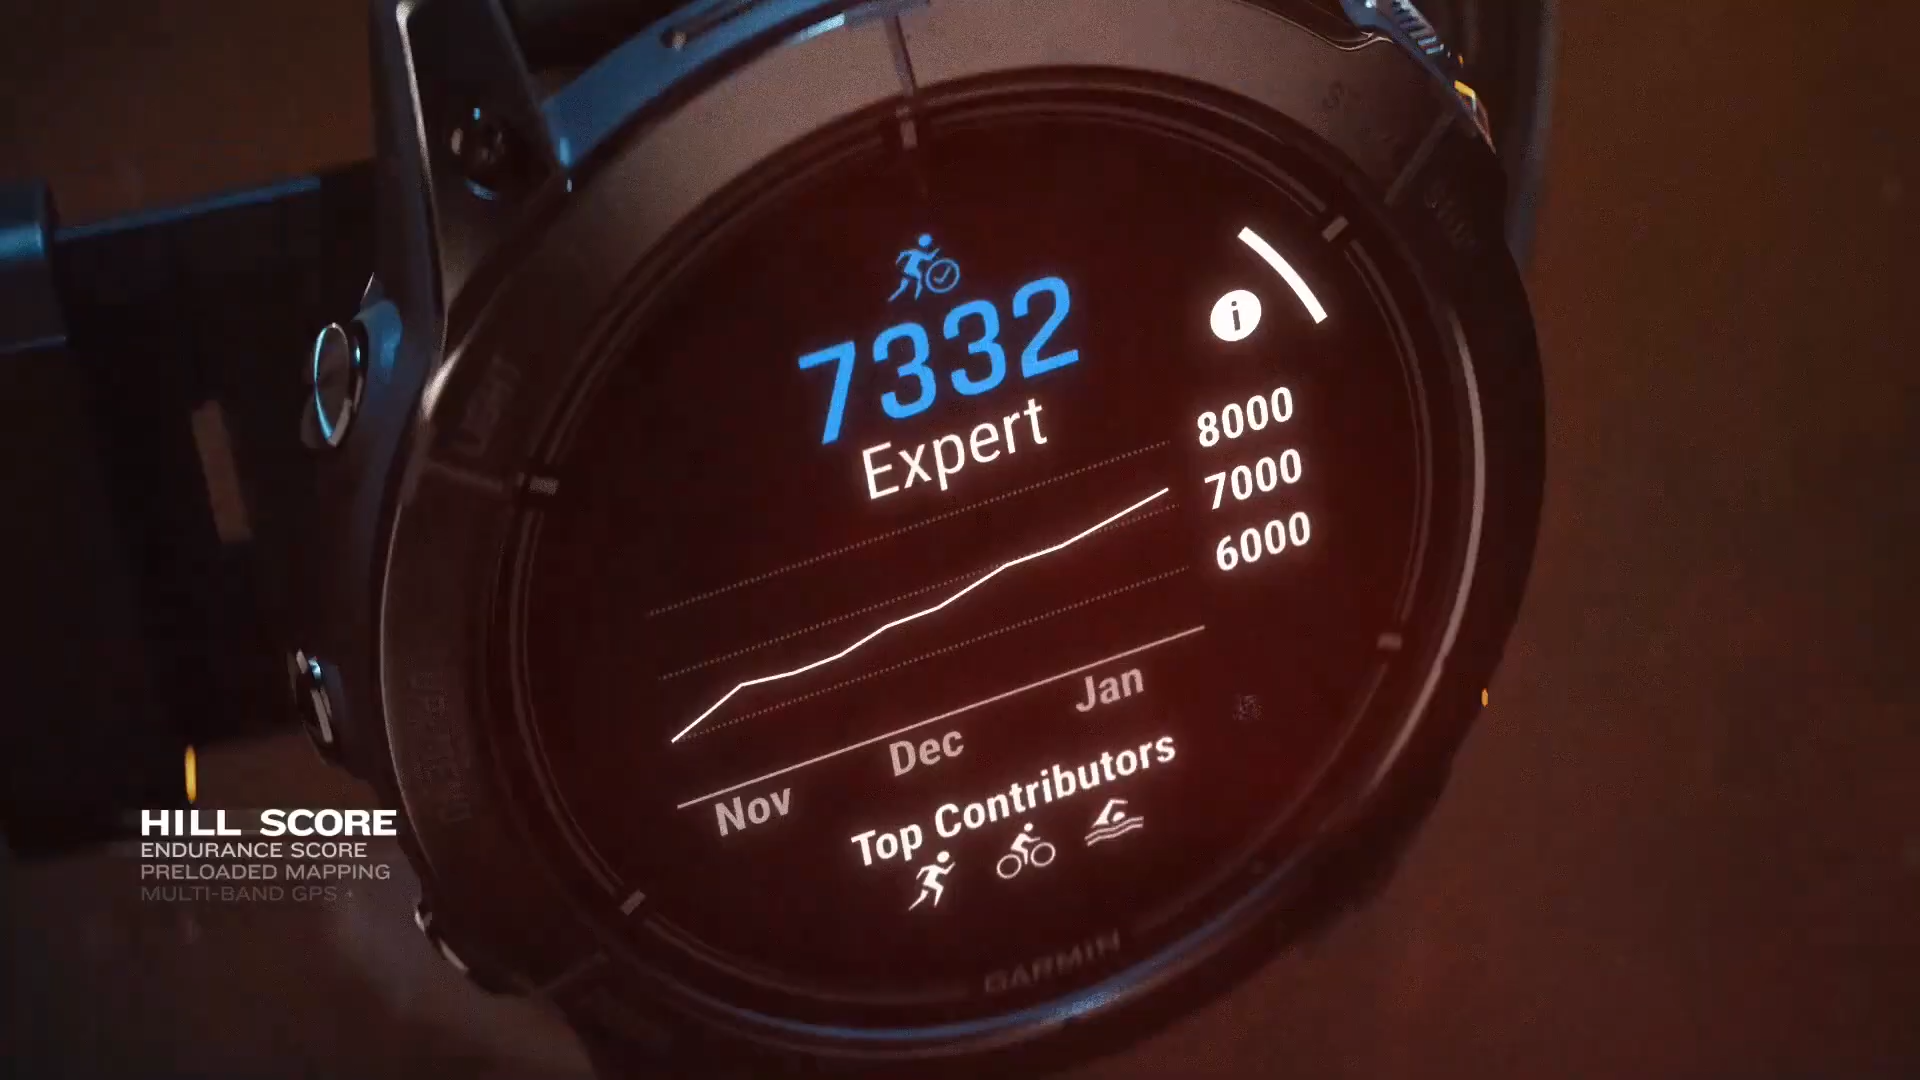 7332
Expert
8000
7000
6000
Nov
Dec
Jan
Top Contributors
GARMIN
HILL SCORE
ENDURANCE SCORE
PRELOADED MAPPING
MULTI-BAND GPS +